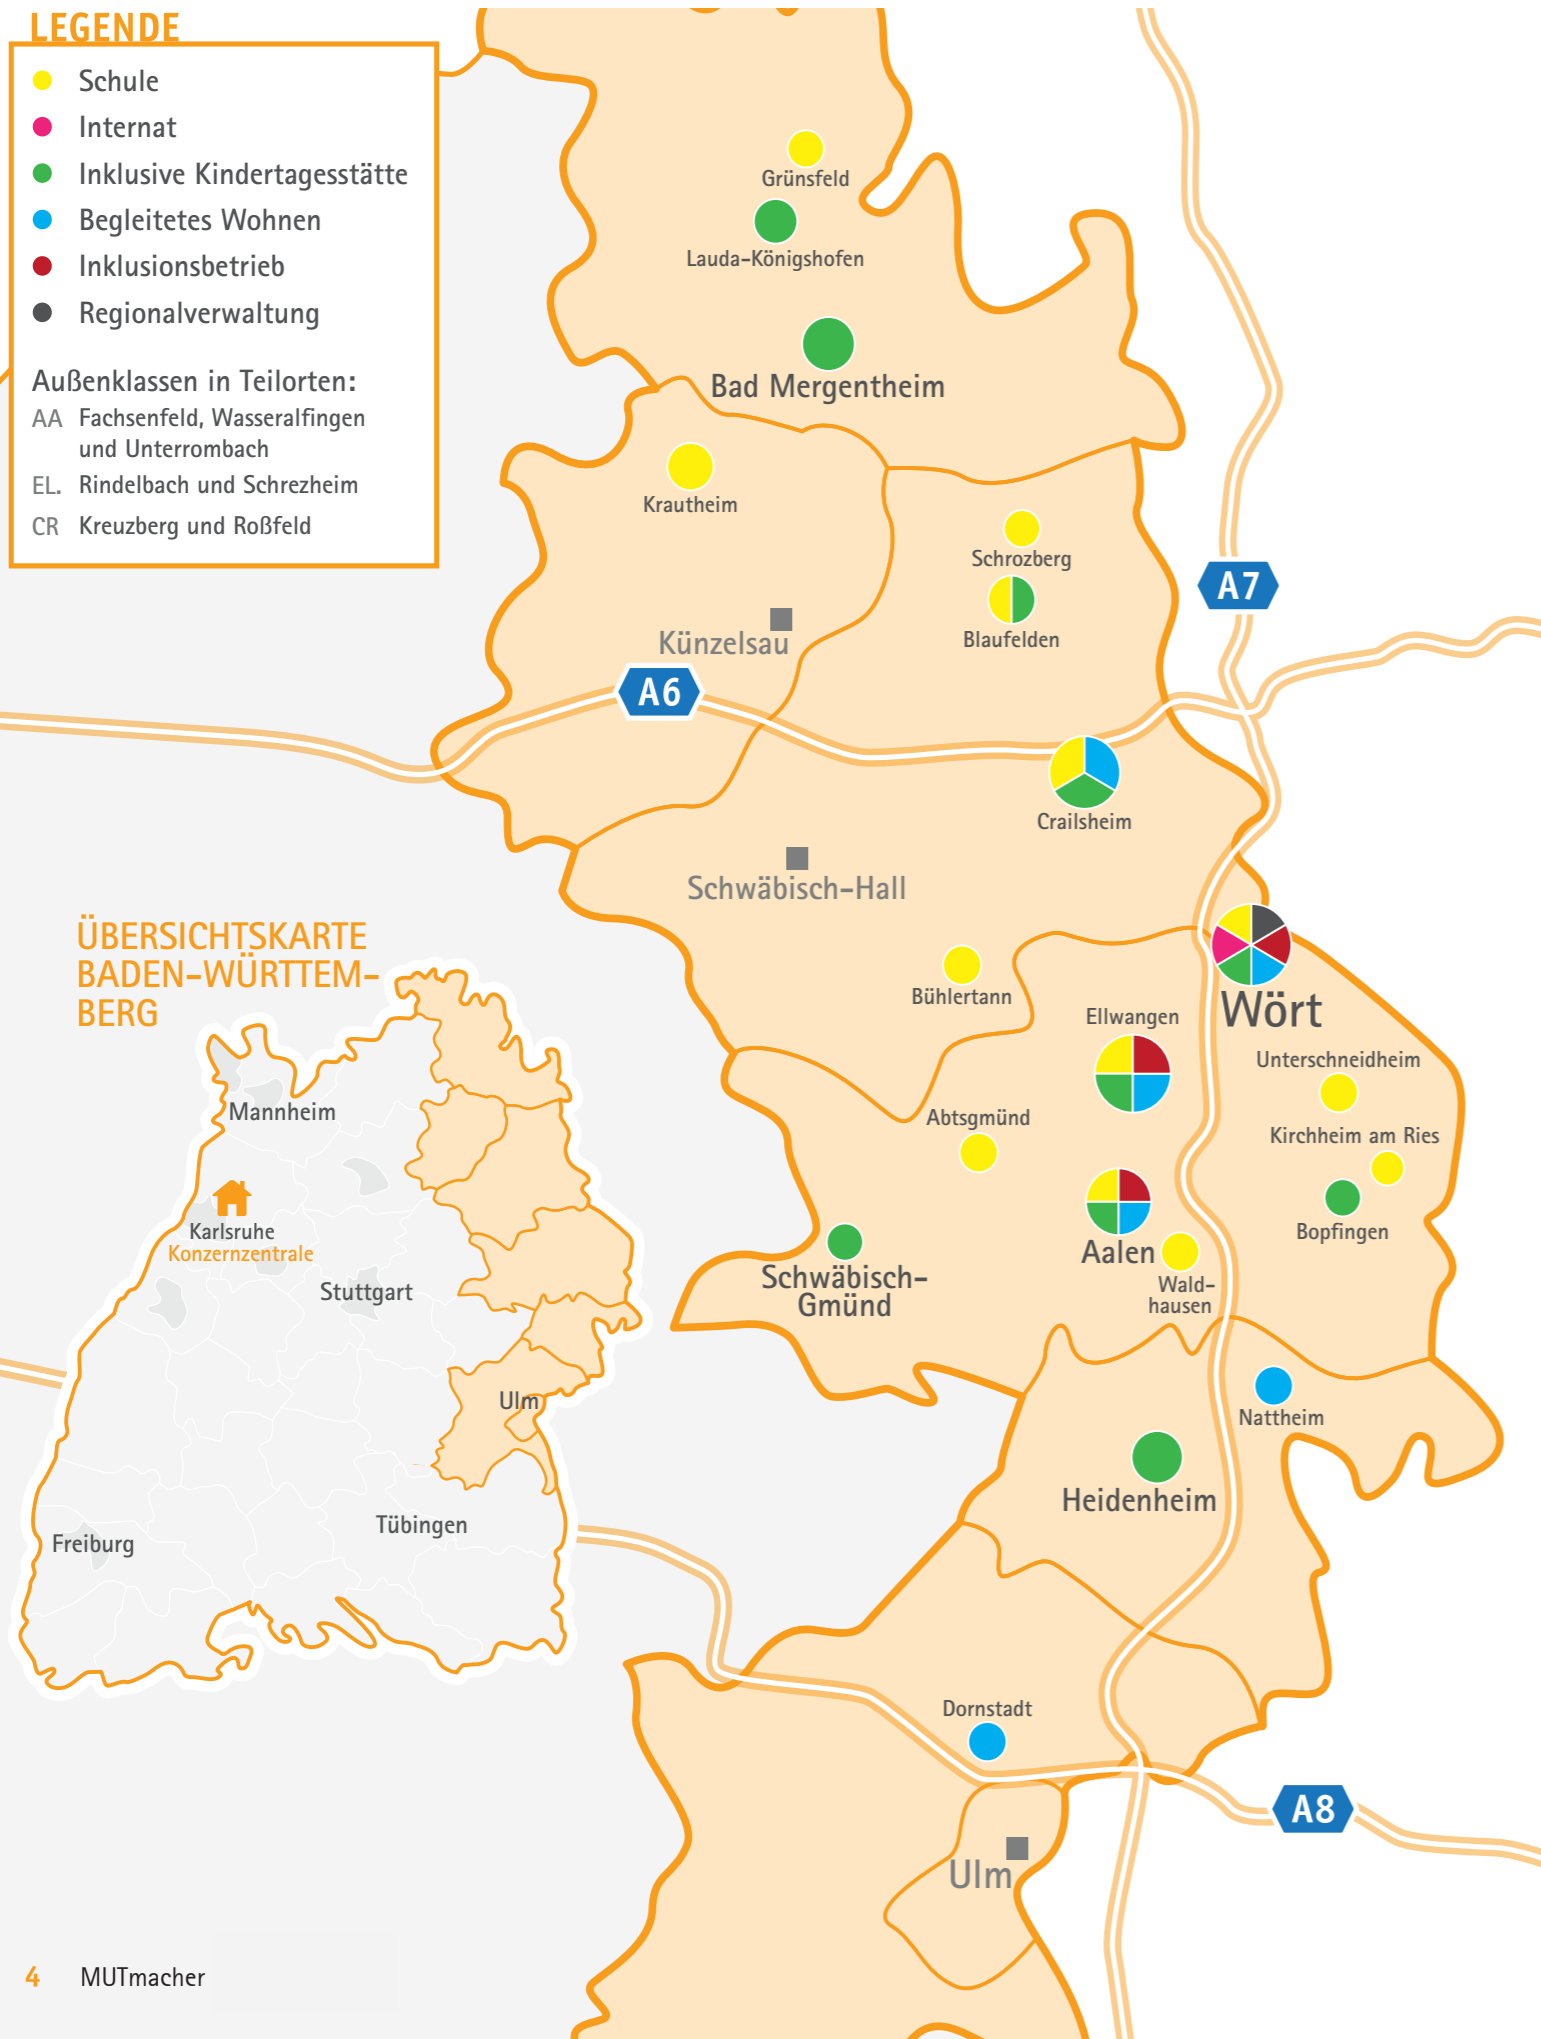 LEGENDE
Schule
Internat
Inklusive Kindertagesstätte
Begleitetes Wohnen
Inklusionsbetrieb
Regionalverwaltung
Außenklassen in Teilorten:
AA Fachsenfeld, Wasseralfingen
und Unterrombach
EL. Rindelbach und Schrezheim
CR Kreuzberg und Roßfeld
Grünsfeld
Lauda-Königshofen
Bad Mergentheim
Krautheim
Schrozberg
A7
Blaufelden
Künzelsau
A6
Crailsheim
Schwäbisch-Hall
Bühlertann
Wört
Ellwangen
Unterschneidheim
Abtsgmünd
Kirchheim am Ries
Bopfingen
Aalen
Schwäbisch-
Gmünd
Wald-
hausen
Nattheim
Heidenheim
Dornstadt
A8
Ulm
ÜBERSICHTSKARTE
BADEN-WÜRTTEM-
BERG
Mannheim
Karlsruhe
Konzernzentrale
Stuttgart
Ulm
Tübingen
Freiburg
4 MUTmacher